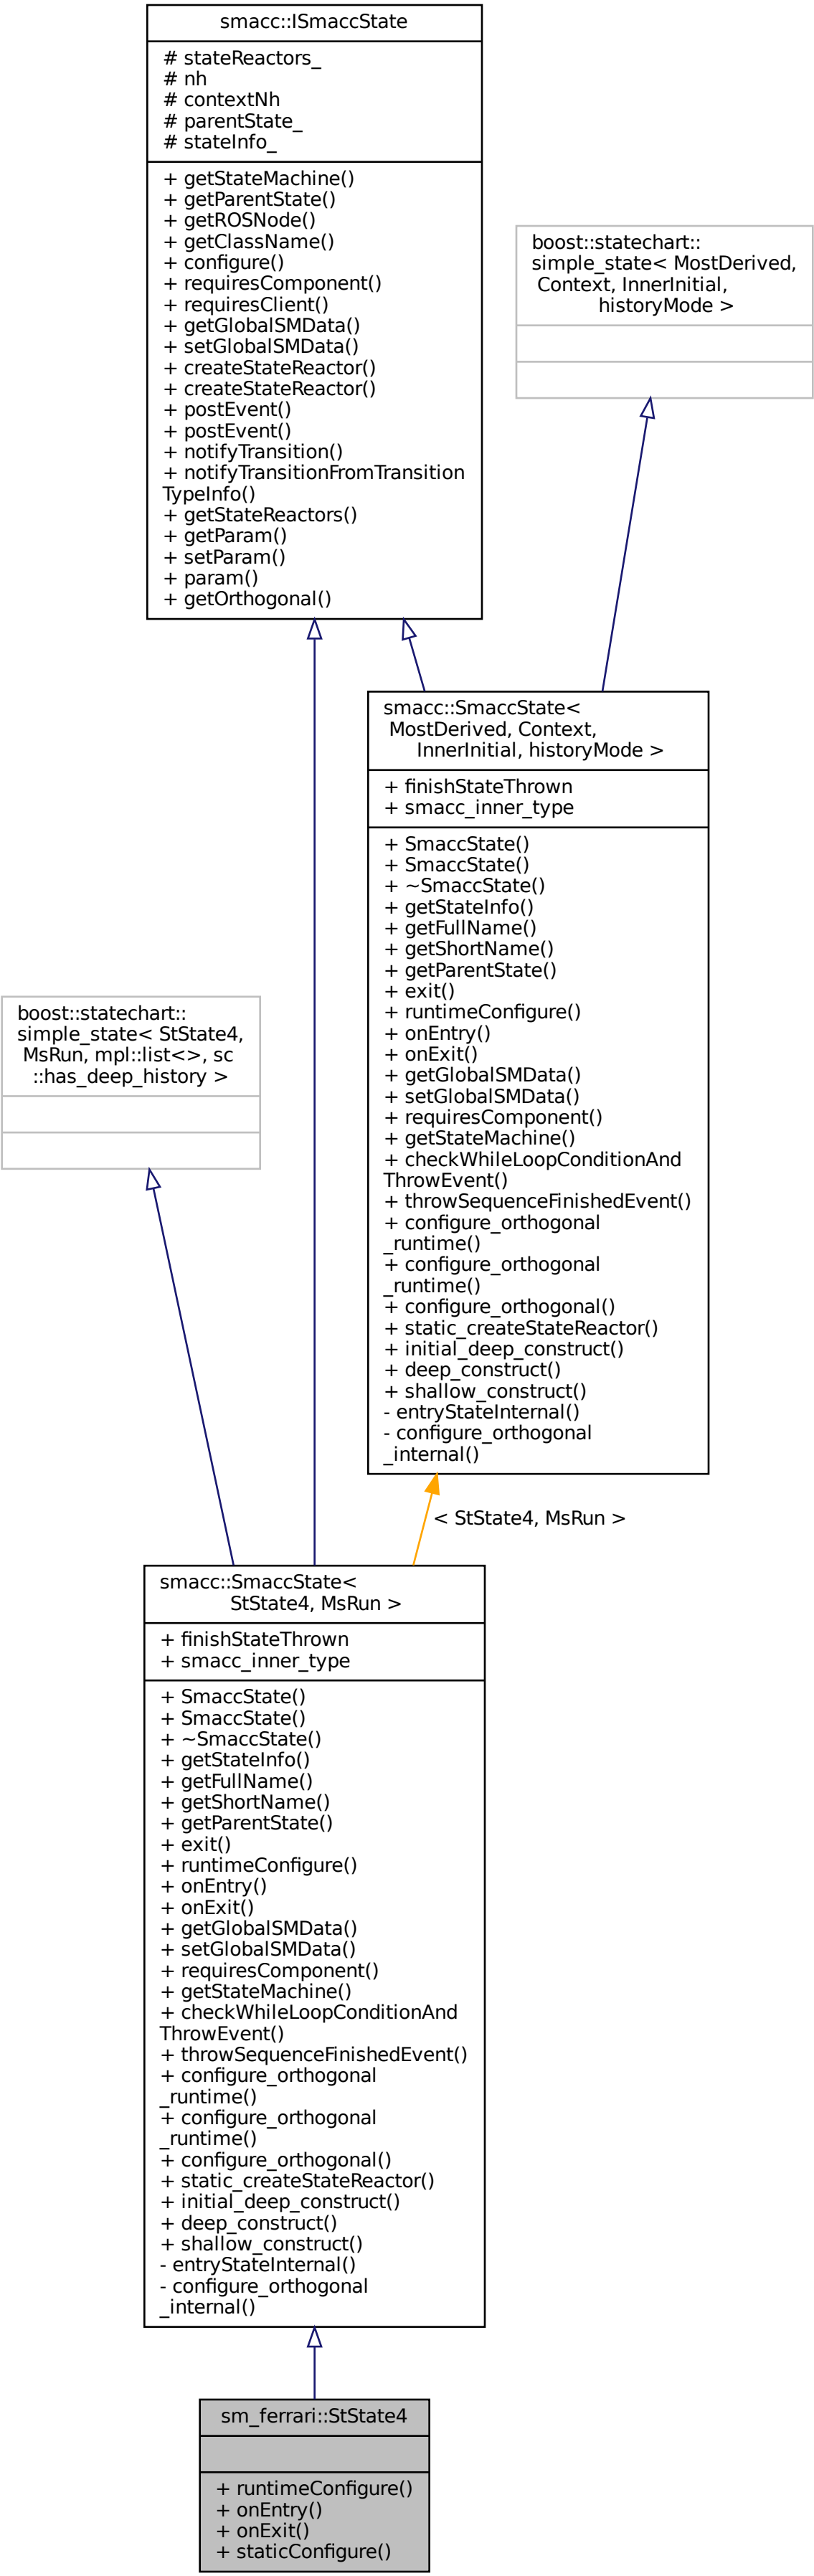 smacc::ISmaccState
# stateReactors_
# nh
# contextNh
# parentState_
# stateInfo_
+ getStateMachine()
+ getParentState()
+ getROSNode()
+ getClassName()
+ configure()
+ requiresComponent()
+ requiresClient()
+ getGlobalSMData()
+ setGlobalSMData()
+ createStateReactor()
+ createStateReactor()
+ postEvent()
+ postEvent()
+ notifyTransition()
+ notifyTransitionFromTransition
TypeInfo()
+ getStateReactors()
+ getParam()
+ setParam()
+ param()
+ getOrthogonal()
boost::statechart::
simple_state< MostDerived,
Context, InnerInitial,
historyMode >
smacc::SmaccState<
MostDerived, Context,
InnerInitial, historyMode >
+ finishStateThrown
+ smacc_inner_type
+ SmaccState()
+ SmaccState()
+ ~SmaccState()
+ getStateInfo()
+ getFullName()
+ getShortName()
+ getParentState()
+ exit()
+ runtimeConfigure()
+ onEntry()
+ onExit()
+ getGlobalSMData()
+ setGlobalSMData()
+ requiresComponent()
+ getStateMachine()
+ checkWhileLoopConditionAnd
ThrowEvent()
+ throwSequenceFinishedEvent()
+ configure_orthogonal
_runtime()
+ configure_orthogonal
_runtime()
+ configure_orthogonal()
+ static_createStateReactor()
+ initial_deep_construct()
+ deep_construct()
+ shallow_construct()
- entryStateInternal()
- configure_orthogonal
_internal()
boost::statechart::
simple_state< StState4,
MsRun, mpl::list<>, sc
::has_deep_history >
< StState4, MsRun >
smacc::SmaccState<
StState4, MsRun >
+ finishStateThrown
+ smacc_inner_type
+ SmaccState()
+ SmaccState()
+ ~SmaccState()
+ getStateInfo()
+ getFullName()
+ getShortName()
+ getParentState()
+ exit()
+ runtimeConfigure()
+ onEntry()
+ onExit()
+ getGlobalSMData()
+ setGlobalSMData()
+ requiresComponent()
+ getStateMachine()
+ checkWhileLoopConditionAnd
ThrowEvent()
+ throwSequenceFinishedEvent()
+ configure_orthogonal
_runtime()
+ configure_orthogonal
_runtime()
+ configure_orthogonal()
+ static_createStateReactor()
+ initial_deep_construct()
+ deep_construct()
+ shallow_construct()
- entryStateInternal()
- configure_orthogonal
_internal()
sm_ferrari::StState4
+ runtimeConfigure()
+ onEntry()
+ onExit()
+ staticConfigure()